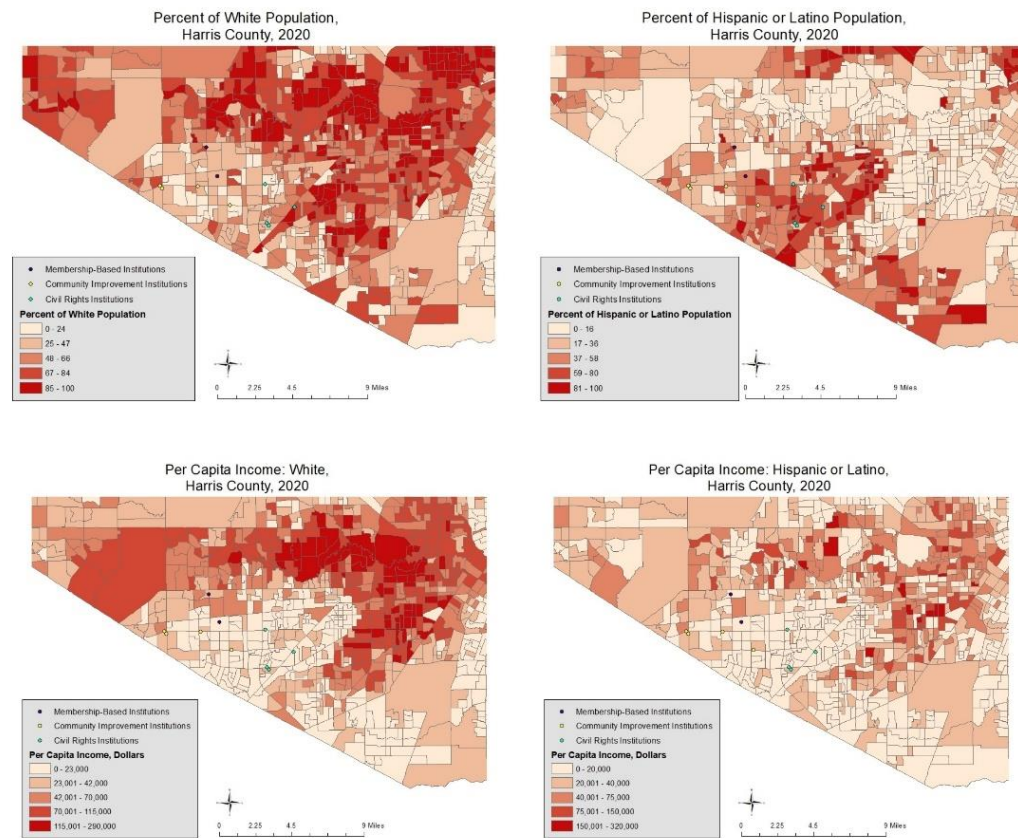 Percent of White Population,
Harris County, 2020
Membership-Based Institutions
Community Improvement Institutions
Civil Rights Institutions
Percent of White Population
0 - 24
25 - 47
48 - 66
67 - 84
85 - 100
0 2.25 4.5 9 Miles
Percent of Hispanic or Latino Population,
Harris County, 2020
Membership-Based Institutions
Community Improvement Institutions
Civil Rights Institutions
Percent of Hispanic or Latino Population
0 - 16
17 - 36
37 - 58
59 - 80
81 - 100
0 2.25 4.5 9 Miles
Per Capita Income: White,
Harris County, 2020
Membership-Based Institutions
Community Improvement Institutions
Civil Rights Institutions
Per Capita Income, Dollars
0 - 23,000
23,001 - 42,000
42,001 - 70,000
70,001 - 115,000
115,001 - 290,000
0 2.25 4.5 9 Miles
Per Capita Income: Hispanic or Latino,
Harris County, 2020
Membership-Based Institutions
Community Improvement Institutions
Civil Rights Institutions
Per Capita Income, Dollars
0 - 20,000
20,001 - 40,000
40,001 - 75,000
75,001 - 150,000
150,001 - 320,000
0 2.25 4.5 9 Miles